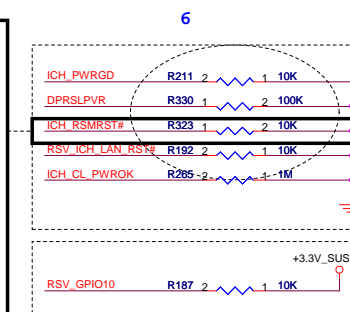 6
ICH_PWRGD R211 2 1 10K
DPRSLPVR R330 1 2 100K
ICH_RSMRST# R323 1 2 10K
RSV_ICH_LAN_RST# R192 2 1 10K
ICH_CL_PWROK R265 2 1 1M
+3.3V_SUS
RSV_GPIO10 R187 2 1 10K